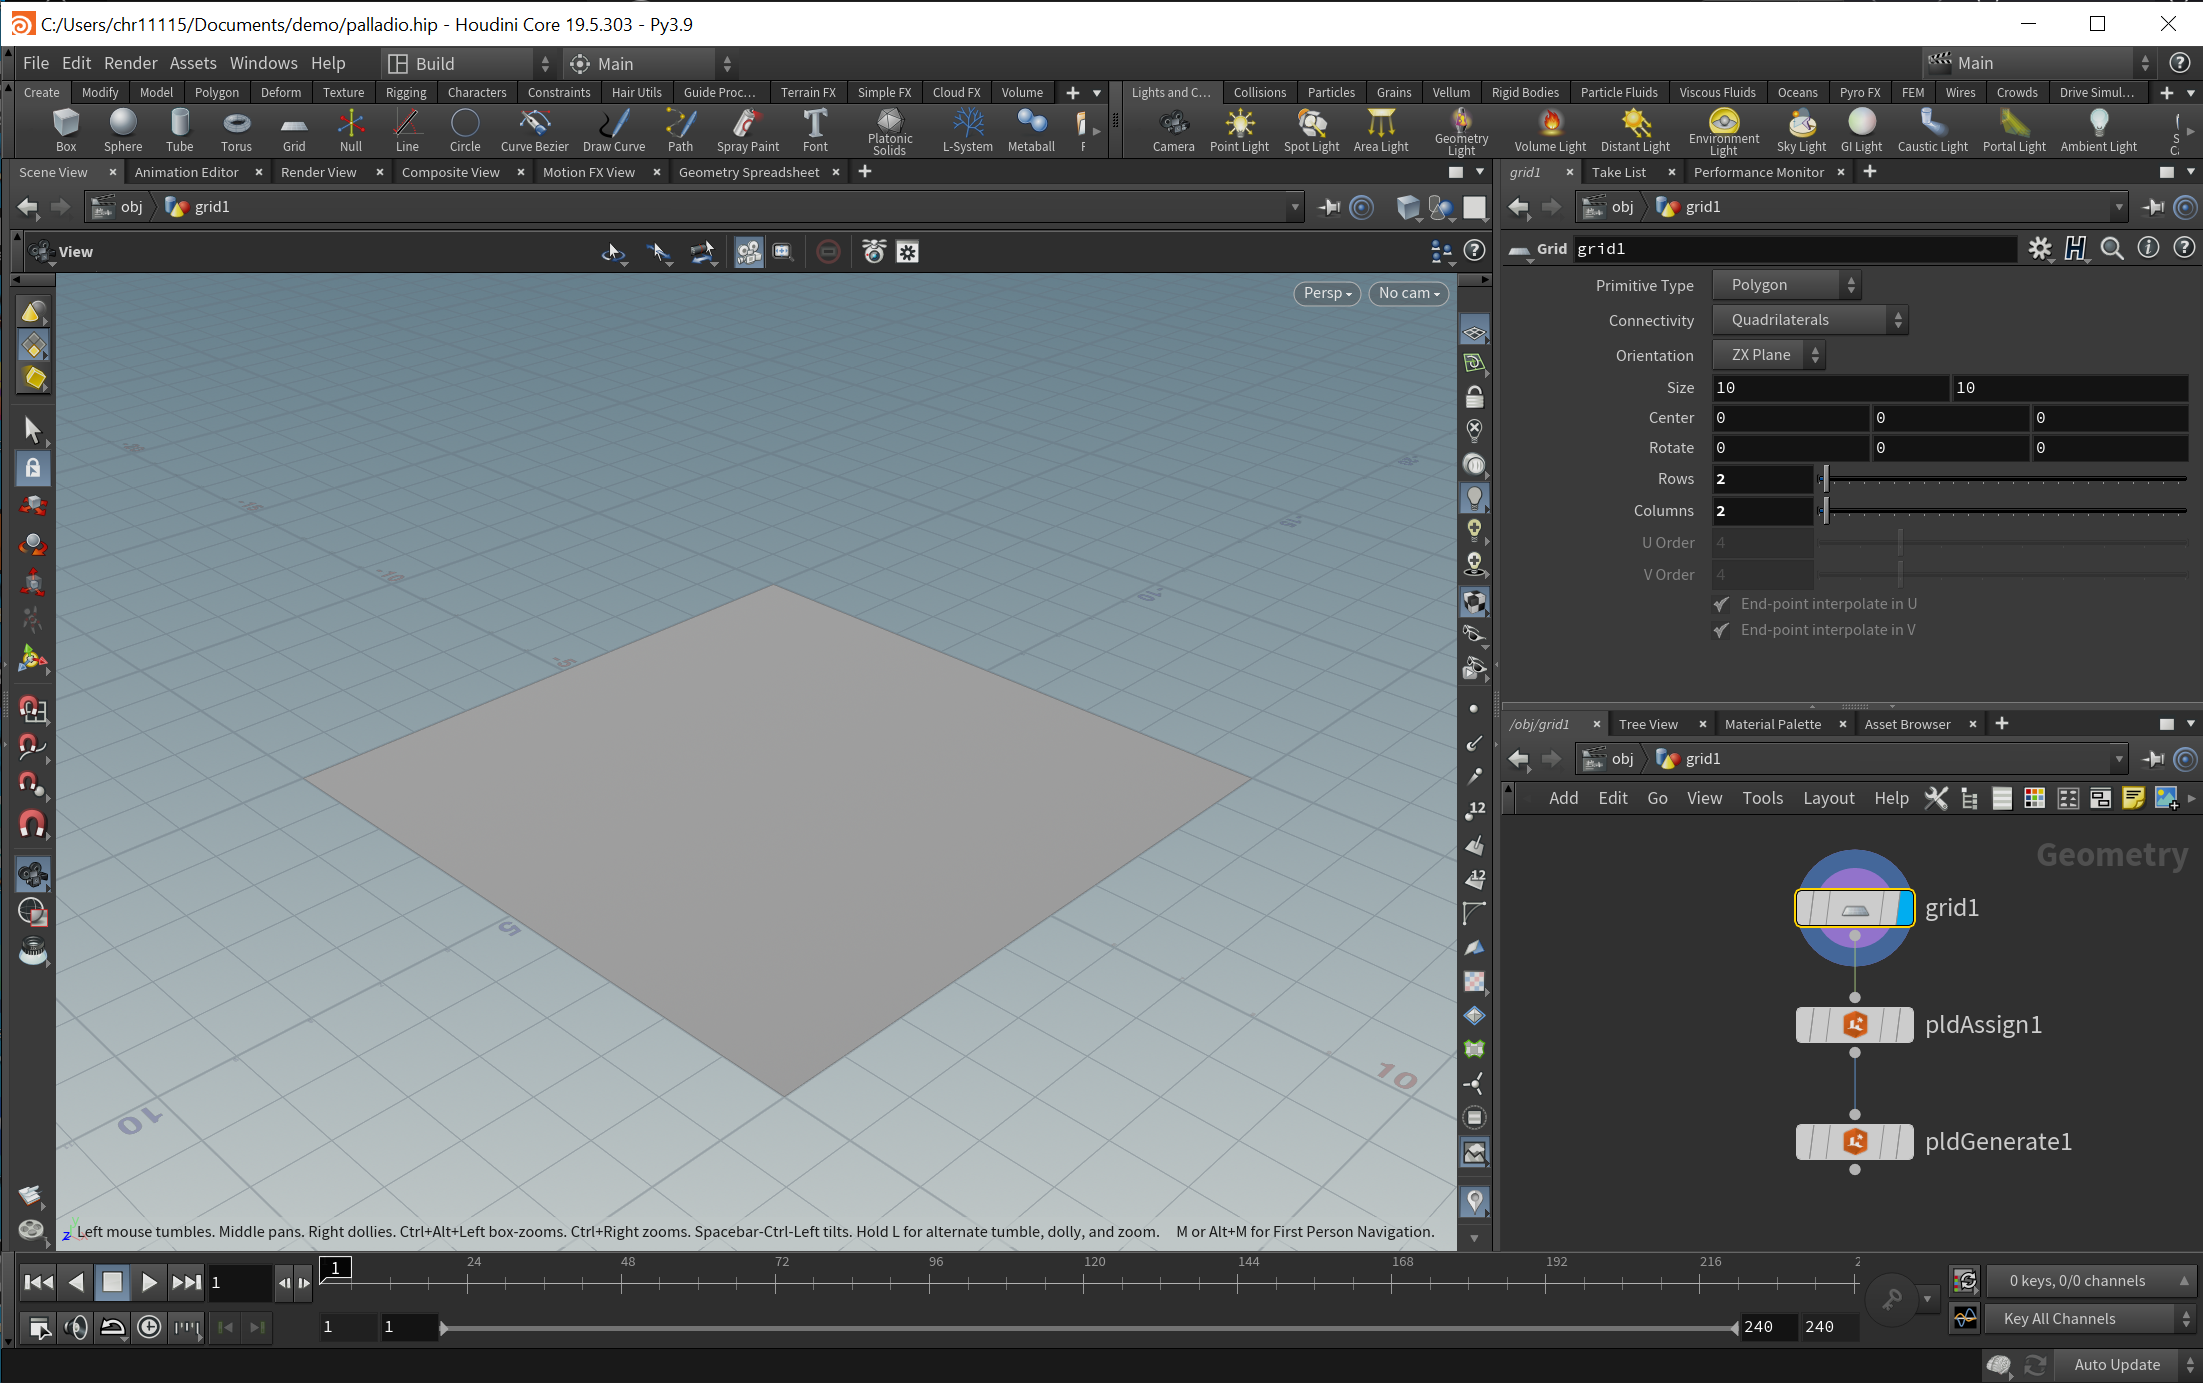 C:/Users/chr11115/Documents/demo/palladio.hip - Houdini Core 19.5.303 - Py3.9
File Edit Render Assets Windows Help Build Main Main
Create Modify Model Polygon Deform Texture Rigging Characters Constraints Hair Utils Guide Proc... Terrain FX Simple FX Cloud FX Volume
Lights and C... Collisions Particles Grains Vellum Rigid Bodies Particle Fluids Viscous Fluids Oceans Pyro FX FEM Wires Crowds Drive Simul...
Box Sphere Tube Torus Grid Null Line Circle Curve Bezier Draw Curve Path Spray Paint Font Platonic Solids L-System Metaball F
Camera Point Light Spot Light Area Light Geometry Light Volume Light Distant Light Environment Light Sky Light GI Light Caustic Light Portal Light Ambient Light S C
Scene View Animation Editor Render View Composite View Motion FX View Geometry Spreadsheet
grid1 Take List Performance Monitor
obj grid1
obj grid1
View
Grid grid1
Persp No cam
Primitive Type Polygon
Connectivity Quadrilaterals
Orientation ZX Plane
Size 10 10
Center 0 0 0
Rotate 0 0 0
Rows 2
Columns 2
U Order 4
V Order 4
End-point interpolate in U
End-point interpolate in V
-10
-5
5
10
10
12
12
/obj/grid1 Tree View Material Palette Asset Browser
obj grid1
Add Edit Go View Tools Layout Help
Geometry
grid1
pldAssign1
pldGenerate1
z y Left mouse tumbles. Middle pans. Right dollies. Ctrl+Alt+Left box-zooms. Ctrl+Right zooms. Spacebar-Ctrl-Left tilts. Hold L for alternate tumble, dolly, and zoom. M or Alt+M for First Person Navigation.
1 1 24 48 72 96 120 144 168 192 216 2
0 keys, 0/0 channels
1 1 240 240
Key All Channels
Auto Update